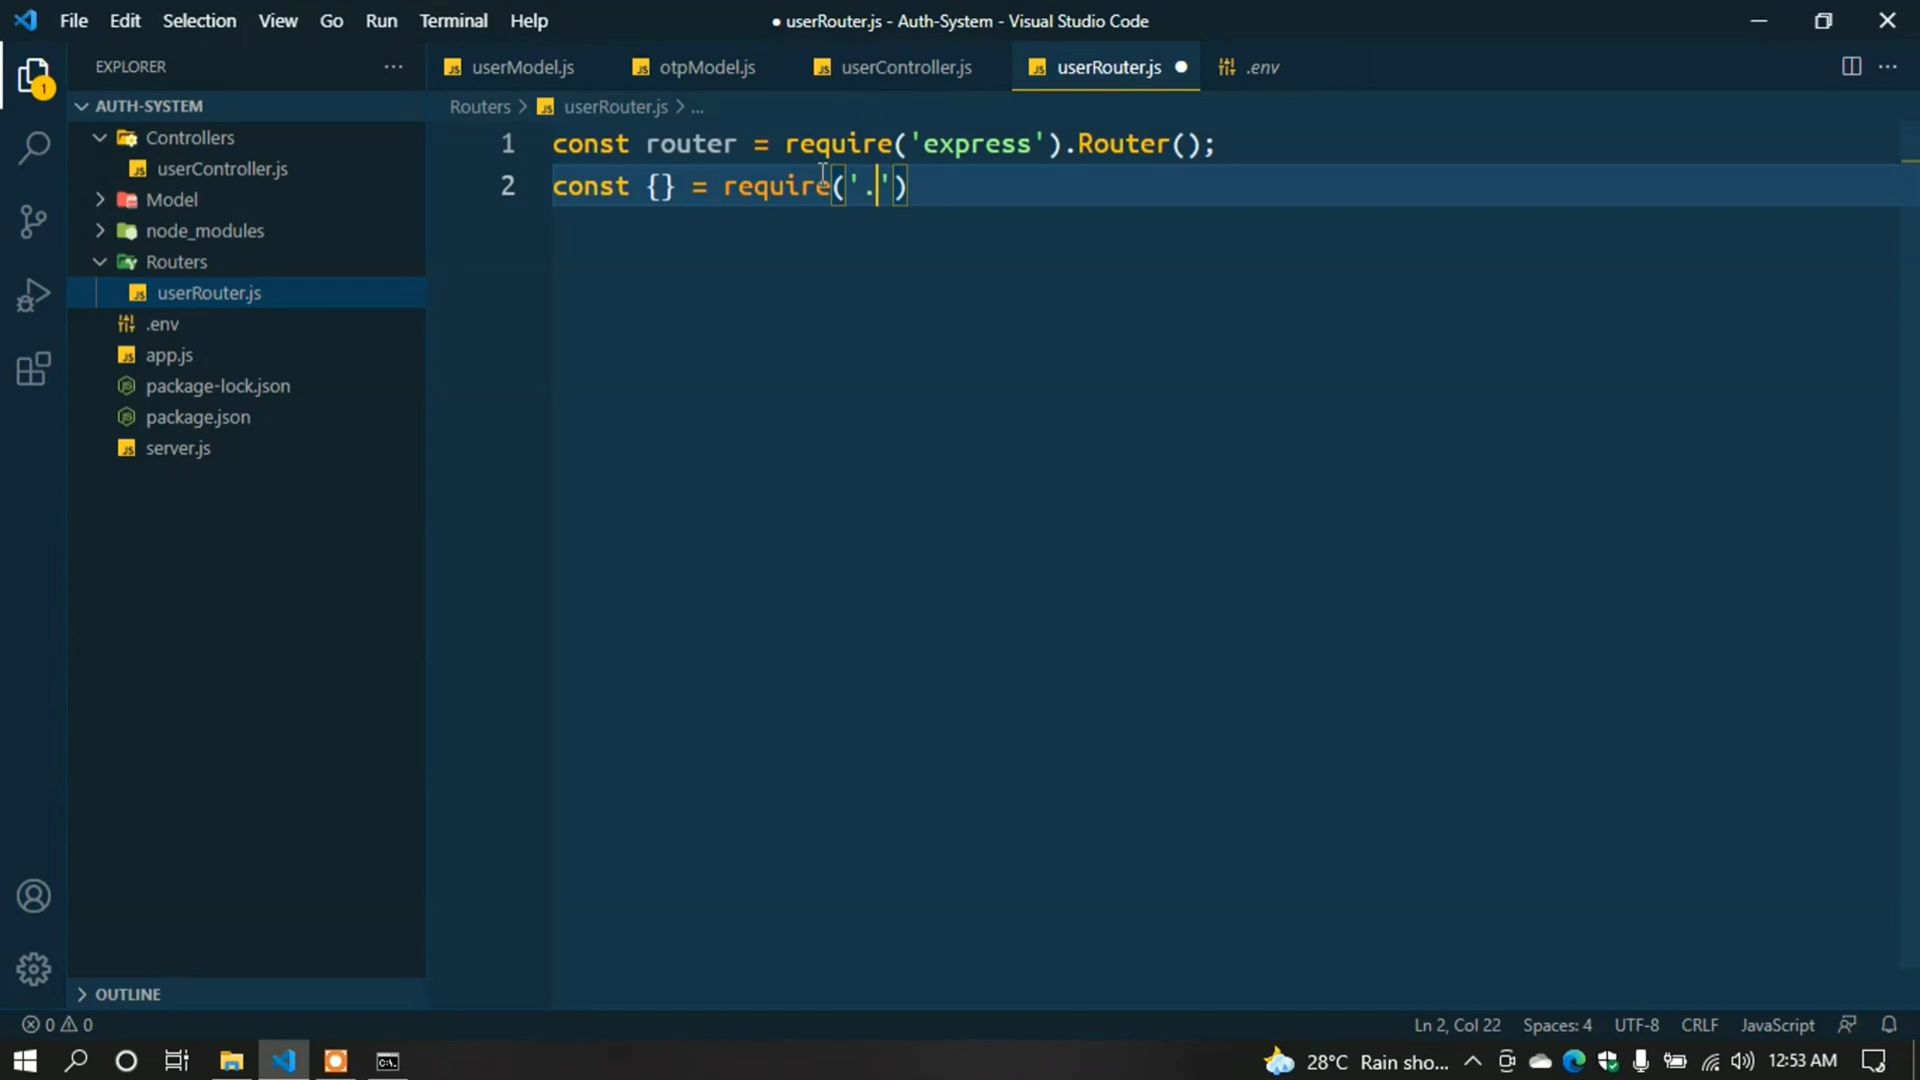 File Edit Selection View Go Run Terminal Help
● userRouter.js - Auth-System - Visual Studio Code
EXPLORER
userModel.js
otpModel.js
userController.js
userRouter.js
.env
1
AUTH-SYSTEM
Controllers
userController.js
Model
node_modules
Routers
userRouter.js
.env
app.js
package-lock.json
package.json
server.js
OUTLINE
Routers > userRouter.js > ...
1 const router = require('express').Router();
2 const {} = require('.')
0 0
Ln 2, Col 22
Spaces: 4
UTF-8
CRLF
JavaScript
28°C Rain sho...
12:53 AM